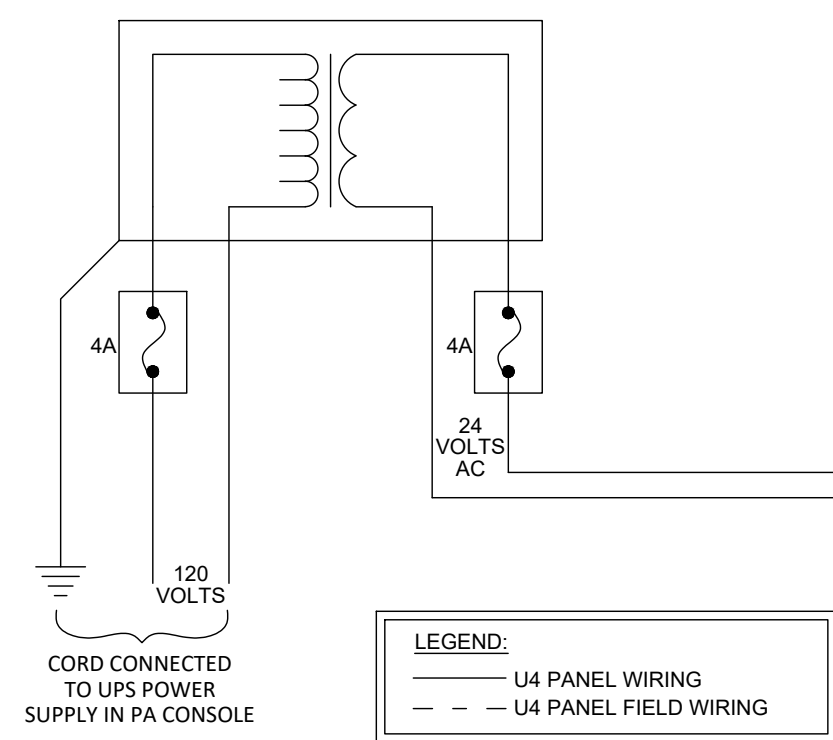 4A
4A
24
VOLTS
AC
120
VOLTS
CORD CONNECTED
TO UPS POWER
SUPPLY IN PA CONSOLE
LEGEND:
U4 PANEL WIRING
U4 PANEL FIELD WIRING